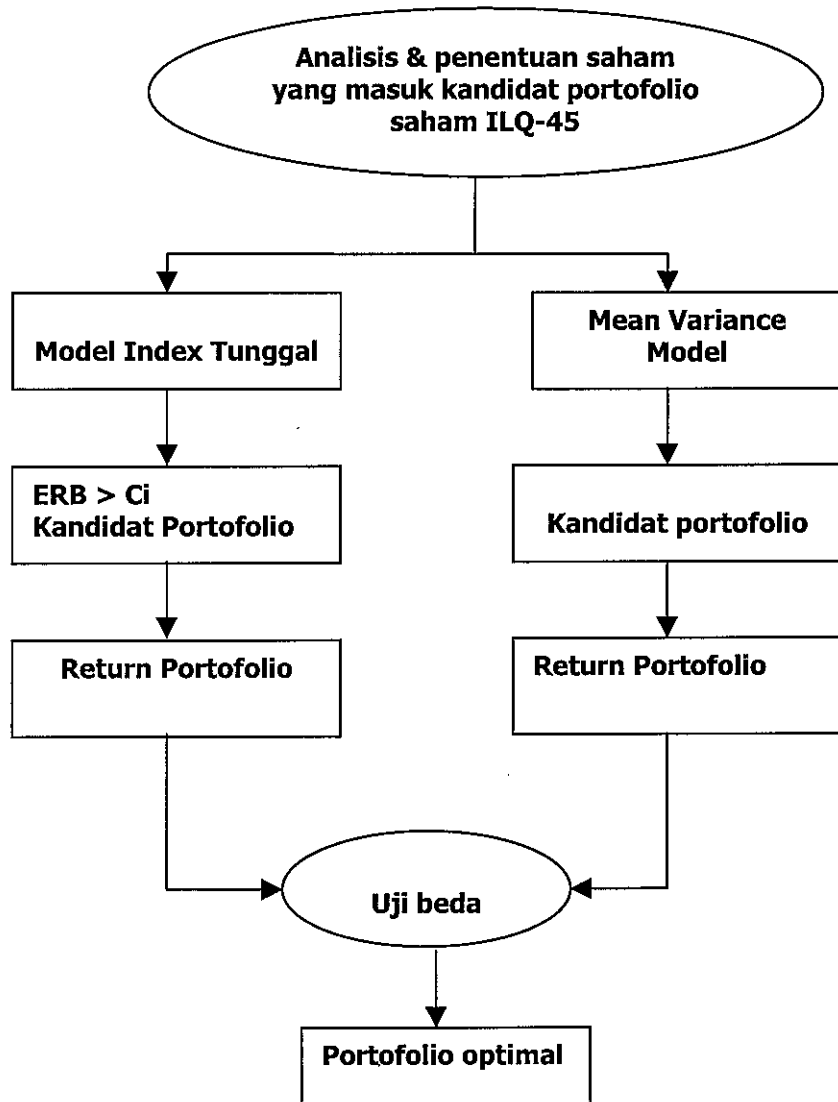 Analisis & penentuan saham
yang masuk kandidat portofolio
saham ILQ-45
Model Index Tunggal
Mean Variance
Model
ERB > Ci
Kandidat Portofolio
Kandidat portofolio
Return Portofolio
Return Portofolio
Uji beda
Portofolio optimal